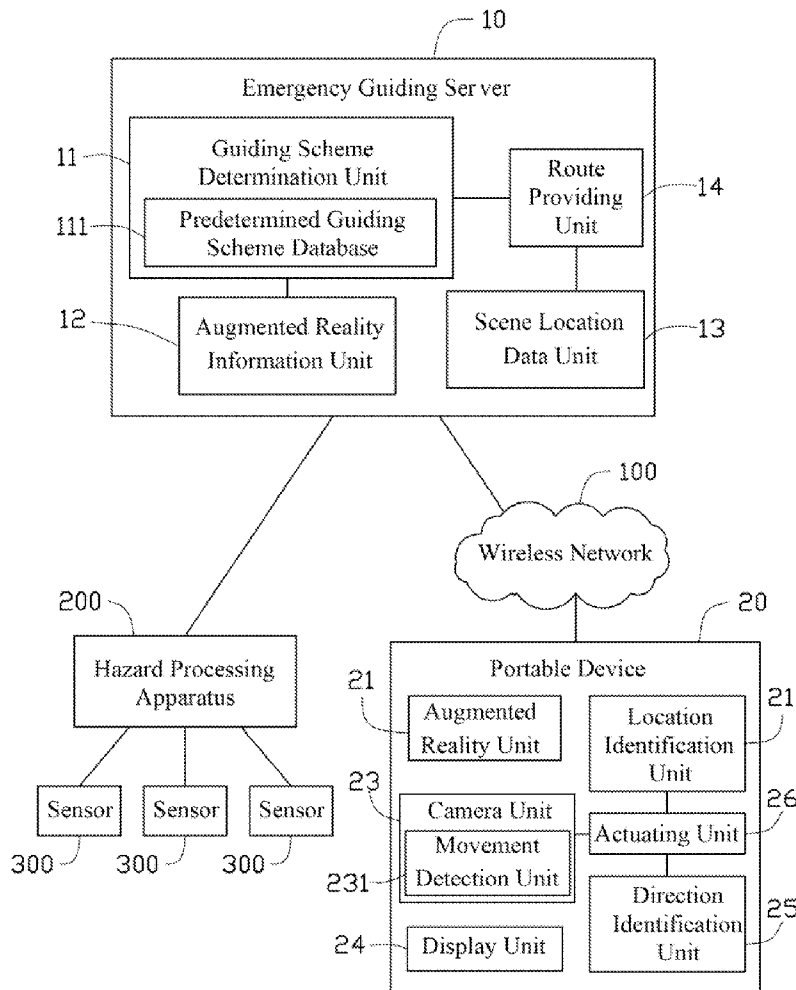 10
Emergency Guiding Server
11
Guiding Scheme
Determination Unit
111
Predetermined Guiding
Scheme Database
Route
Providing
Unit
14
12
Augmented Reality
Information Unit
Scene Location
Data Unit
13
100
Wireless Network
200
Hazard Processing
Apparatus
Sensor
Sensor
Sensor
300
300
300
20
Portable Device
21
Augmented
Reality Unit
Location
Identification
Unit
21
23
Camera Unit
231
Movement
Detection Unit
Actuating Unit
26
24
Display Unit
Direction
Identification
Unit
25